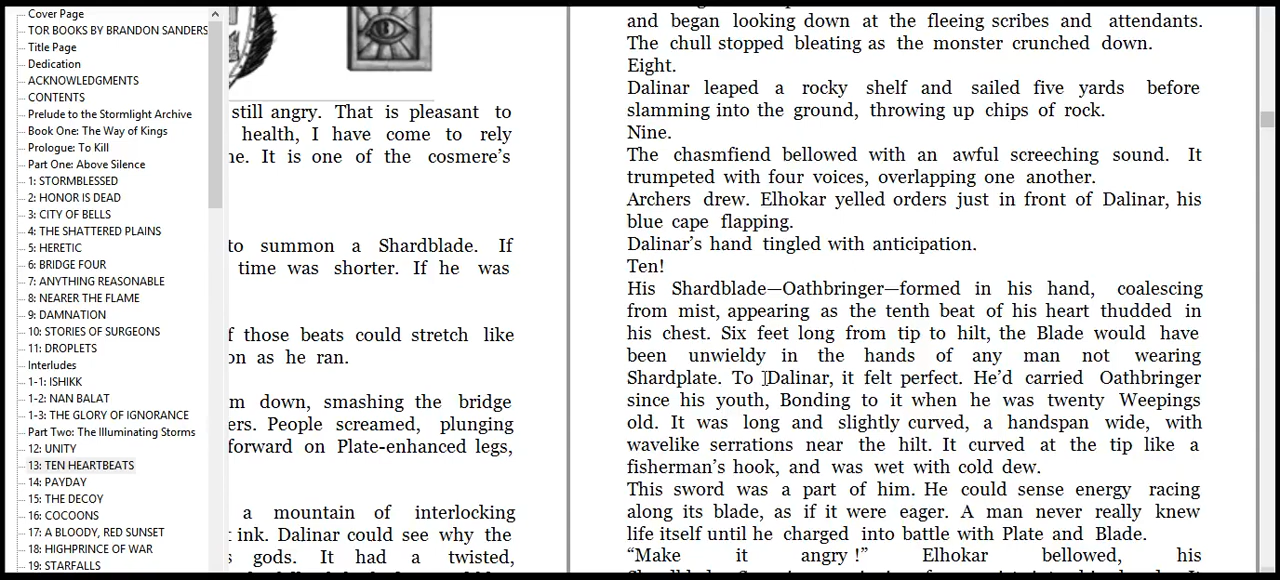 Cover Page
TOR BOOKS BY BRANDON SANDERS
Title Page
Dedication
ACKNOWLEDGMENTS
CONTENTS
Prelude to the Stormlight Archive
Book One: The Way of Kings
Prologue: To Kill
Part One: Above Silence
1: STORMBLESSED
2: HONOR IS DEAD
3: CITY OF BELLS
4: THE SHATTERED PLAINS
5: HERETIC
6: BRIDGE FOUR
7: ANYTHING REASONABLE
8: NEARER THE FLAME
9: DAMNATION
10: STORIES OF SURGEONS
11: DROPLETS
Interludes
1-1: ISHIKK
1-2: NAN BALAT
1-3: THE GLORY OF IGNORANCE
Part Two: The Illuminating Storms
12: UNITY
13: TEN HEARTBEATS
14: PAYDAY
15: THE DECOY
16: COCOONS
17: A BLOODY, RED SUNSET
18: HIGHPRINCE OF WAR
19: STARFALLS
still angry. That is pleasant to
health, I have come to rely
ne. It is one of the cosmere’s
to summon a Shardblade. If
time was shorter. If he was
f those beats could stretch like
on as he ran.
m down, smashing the bridge
ers. People screamed, plunging
forward on Plate-enhanced legs,
a mountain of interlocking
t ink. Dalinar could see why the
s gods. It had a twisted,
and began looking down at the fleeing scribes and attendants.
The chull stopped bleating as the monster crunched down.
Eight.
Dalinar leaped a rocky shelf and sailed five yards before
slamming into the ground, throwing up chips of rock.
Nine.
The chasmfiend bellowed with an awful screeching sound. It
trumpeted with four voices, overlapping one another.
Archers drew. Elhokar yelled orders just in front of Dalinar, his
blue cape flapping.
Dalinar’s hand tingled with anticipation.
Ten!
His Shardblade—Oathbringer—formed in his hand, coalescing
from mist, appearing as the tenth beat of his heart thudded in
his chest. Six feet long from tip to hilt, the Blade would have
been unwieldy in the hands of any man not wearing
Shardplate. To Dalinar, it felt perfect. He’d carried Oathbringer
since his youth, Bonding to it when he was twenty Weepings
old. It was long and slightly curved, a handspan wide, with
wavelike serrations near the hilt. It curved at the tip like a
fisherman’s hook, and was wet with cold dew.
This sword was a part of him. He could sense energy racing
along its blade, as if it were eager. A man never really knew
life itself until he charged into battle with Plate and Blade.
“Make it angry!” Elhokar bellowed, his